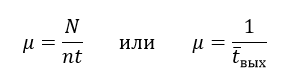 μ = N/nt или μ = 1/t̄вых